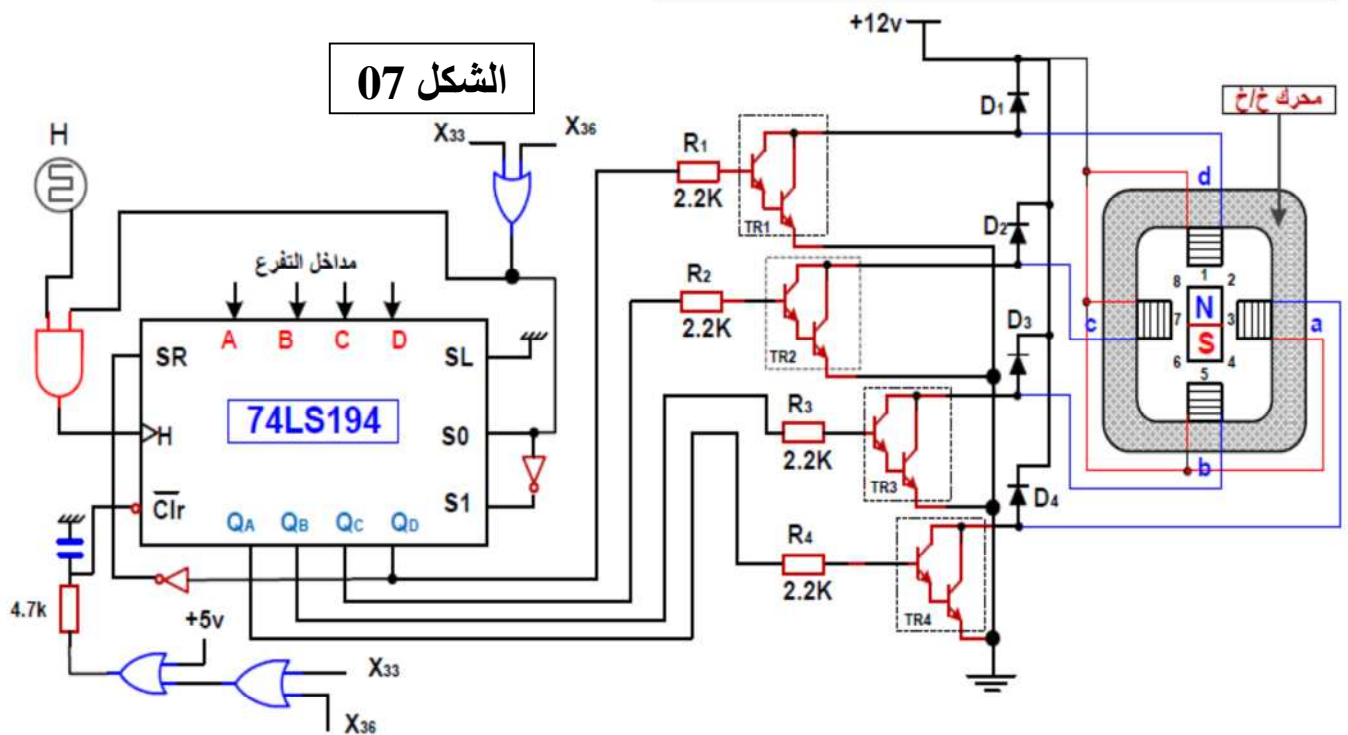 +12v
الشكل 07
محرك خ/خ
H
X33
X36
D1
R1
2.2K
TR1
d
D2
مداخل التفرع
R2
2.2K
TR2
1
8
2
N
c
7
3
a
S
6
4
5
D3
A
B
C
D
SR
SL
74LS194
R3
2.2K
TR3
b
H
S0
D4
Clr
S1
QA
QB
QC
QD
R4
2.2K
TR4
4.7k
+5v
X33
X36